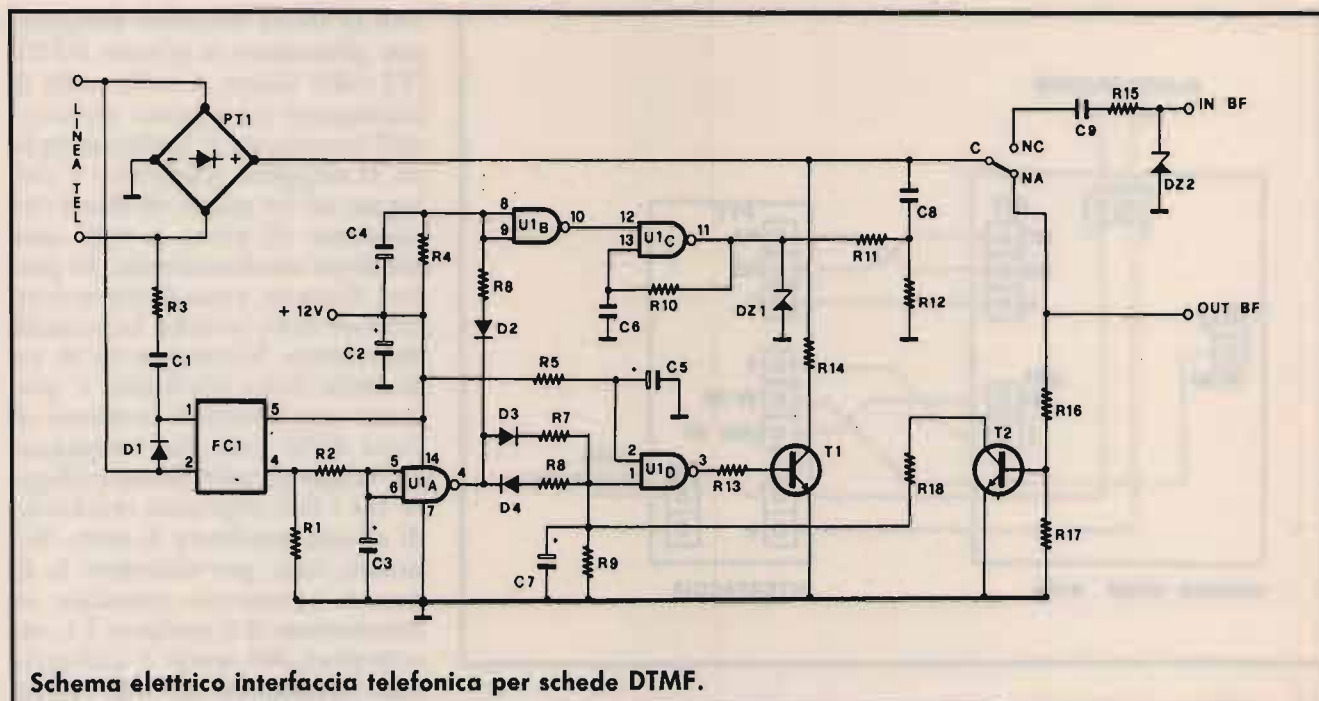 LINEA TEL
PT1
R3
C1
D1
1
2
FC1
5
4
R1
R2
C3
+ 12V
C4
C2
R4
5
6
14
U1A
7
4
8
9
U1B
10
R8
D2
12
13
U1C
11
R10
C6
DZ1
R11
C8
R12
R5
C5
D3
R7
D4
R8
2
1
U1D
3
R13
C7
R9
R14
T1
R18
T2
C
NC
NA
C9
R15
IN BF
DZ2
OUT BF
R16
R17
Schema elettrico interfaccia telefonica per schede DTMF.